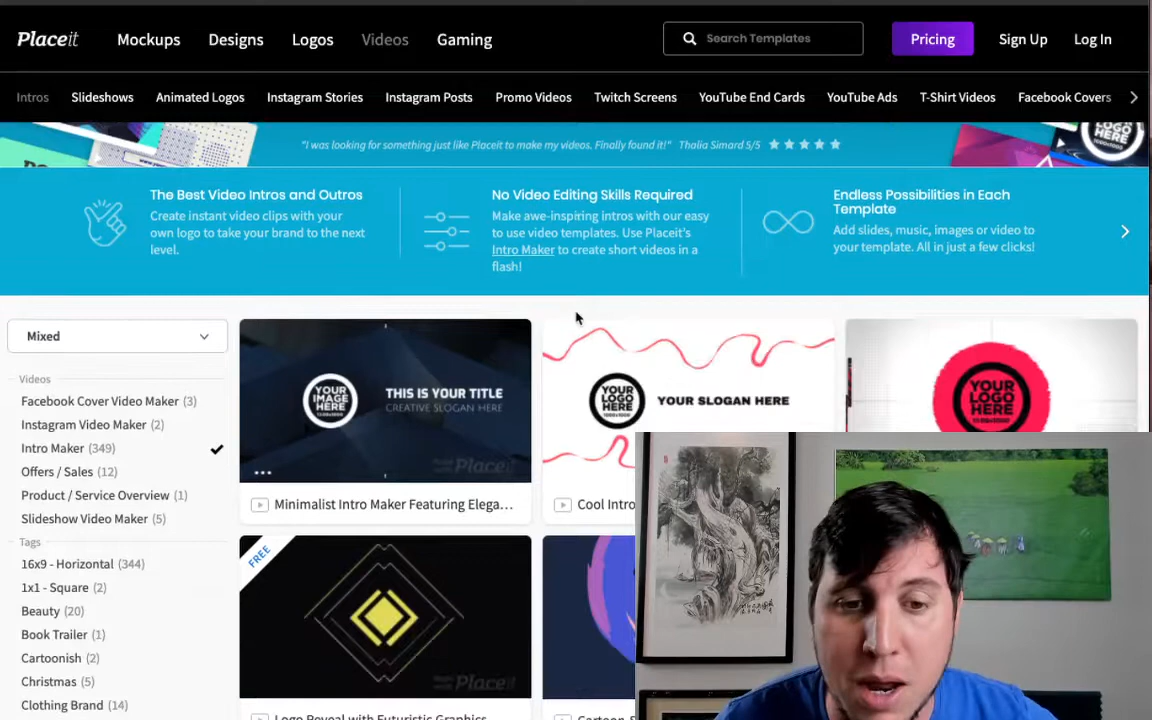 Placeit
Mockups
Designs
Logos
Videos
Gaming
Search Templates
Pricing
Sign Up
Log In
Intros
Slideshows
Animated Logos
Instagram Stories
Instagram Posts
Promo Videos
Twitch Screens
YouTube End Cards
YouTube Ads
T-Shirt Videos
Facebook Covers
"I was looking for something just like Placeit to make my videos. Finally found it!" Thalia Simard 5/5
LOGO
HERE
The Best Video Intros and Outros
Create instant video clips with your
own logo to take your brand to the next
level.
No Video Editing Skills Required
Make awe-inspiring intros with our easy
to use video templates. Use Placeit's
Intro Maker to create short videos in a
flash!
Endless Possibilities in Each
Template
Add slides, music, images or video to
your template. All in just a few clicks!
Mixed
Videos
Facebook Cover Video Maker (3)
Instagram Video Maker (2)
Intro Maker (349)
Offers / Sales (12)
Product / Service Overview (1)
Slideshow Video Maker (5)
Tags
16x9 - Horizontal (344)
1x1 - Square (2)
Beauty (20)
Book Trailer (1)
Cartoonish (2)
Christmas (5)
Clothing Brand (14)
YOUR
IMAGE
HERE
THIS IS YOUR TITLE
CREATIVE SLOGAN HERE
Placeit
Minimalist Intro Maker Featuring Elega...
YOUR
LOGO
HERE
YOUR SLOGAN HERE
Cool Intro
YOUR
LOGO
HERE
FREE
Placeit
Logo Reveal with Futuristic Graphics
Cartoon S